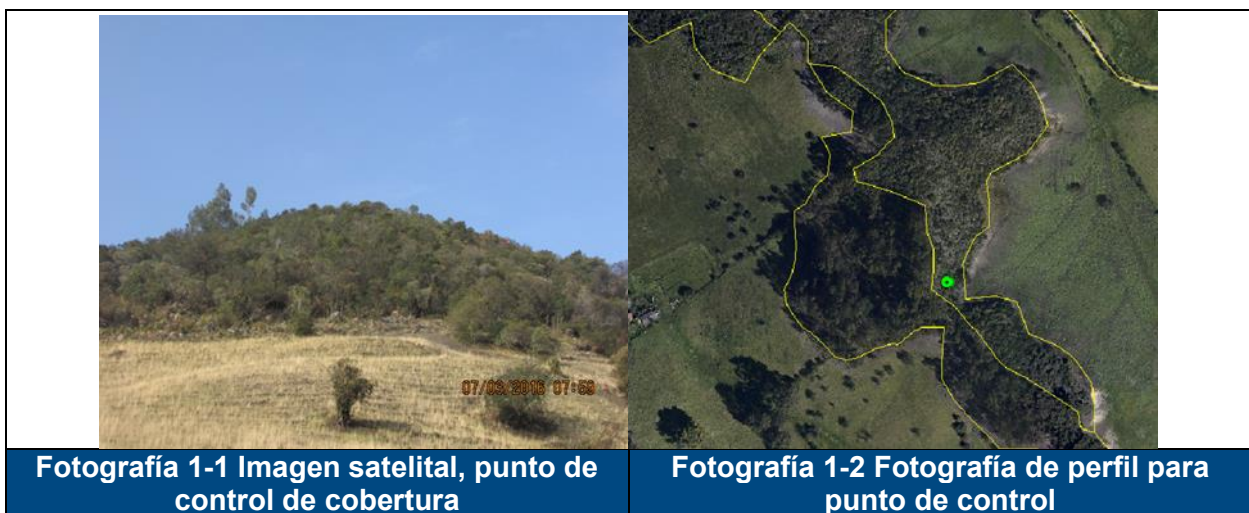 07/03/2016 07:59
Fotografía 1-1 Imagen satelital, punto de
control de cobertura
Fotografía 1-2 Fotografía de perfil para
punto de control